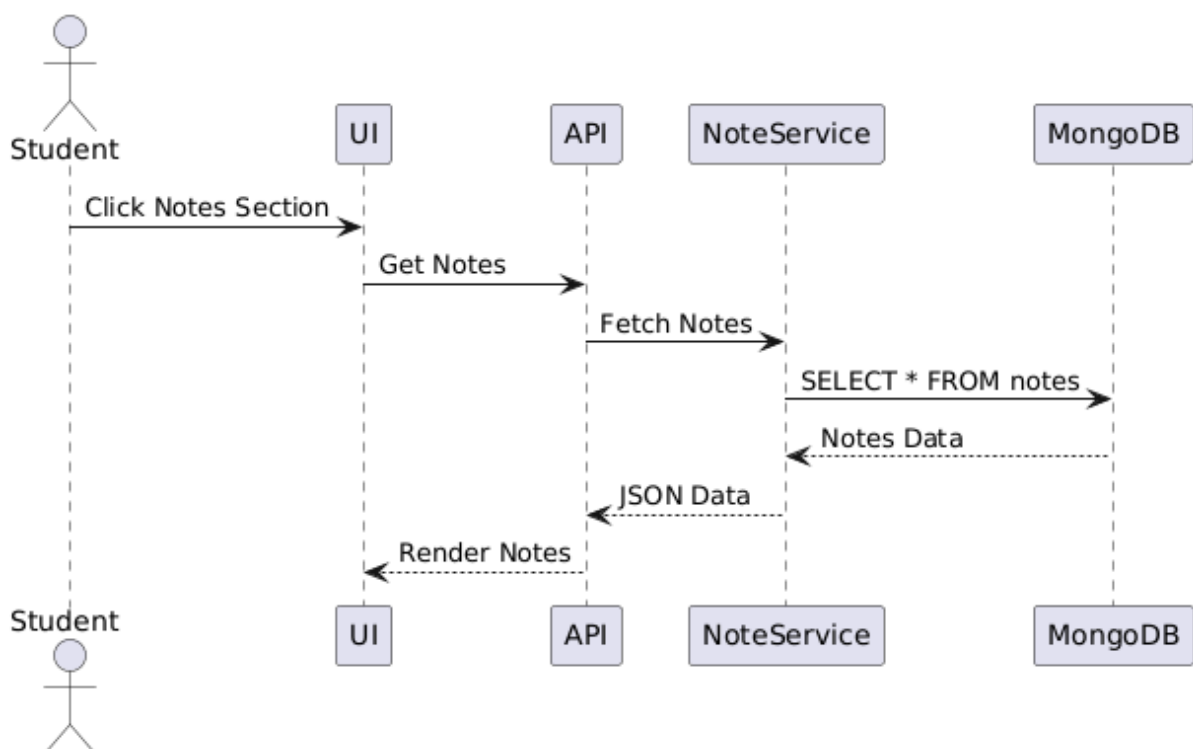 Student
UI
API
NoteService
MongoDB
Click Notes Section
Get Notes
Fetch Notes
SELECT * FROM notes
Notes Data
JSON Data
Render Notes
Student
UI
API
NoteService
MongoDB